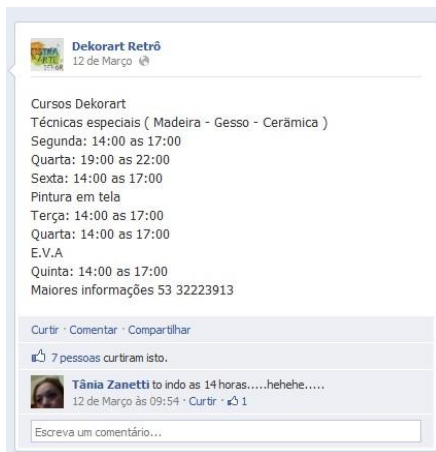 Dekorart Retrô
12 de Março
Cursos Dekorart
Técnicas especiais ( Madeira - Gesso - Cerâmica )
Segunda: 14:00 as 17:00
Quarta: 19:00 as 22:00
Sexta: 14:00 as 17:00
Pintura em tela
Terça: 14:00 as 17:00
Quarta: 14:00 as 17:00
E.V.A
Quinta: 14:00 as 17:00
Maiores informações 53 32223913
Curtir · Comentar · Compartilhar
7 pessoas curtiram isto.
Tânia Zanetti to indo as 14 horas.....hehehe.....
12 de Março às 09:54 · Curtir · 1
Escreva um comentário...